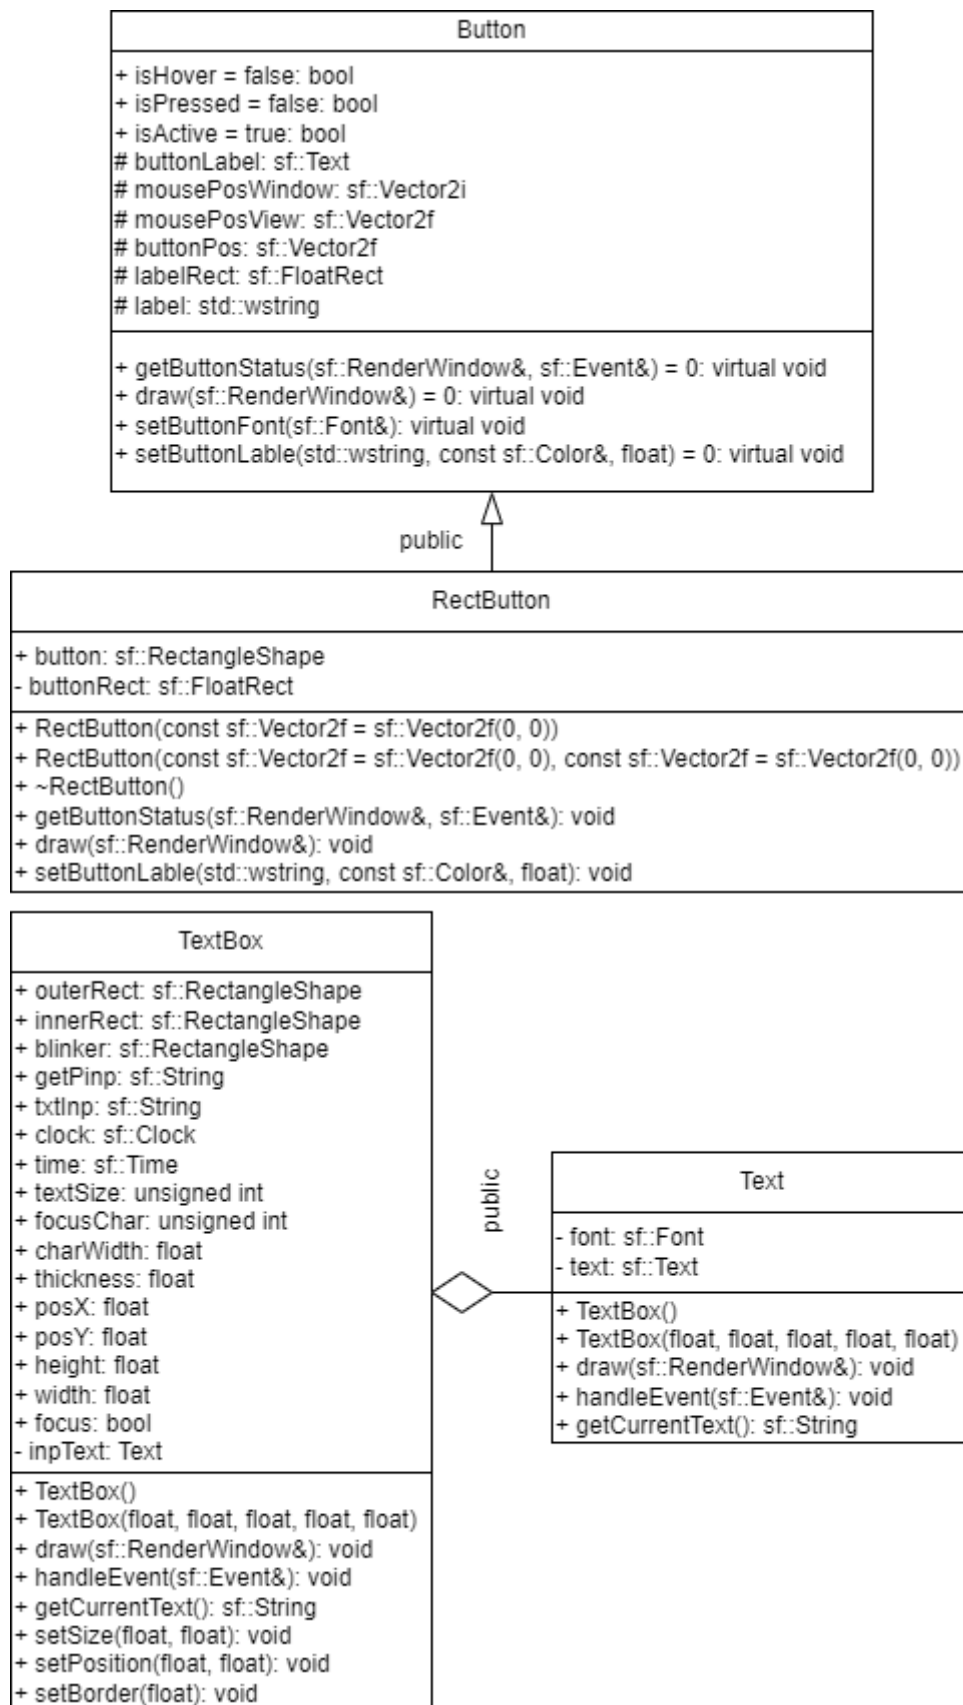 Button
+ isHover = false: bool
+ isPressed = false: bool
+ isActive = true: bool
# buttonLabel: sf::Text
# mousePosWindow: sf::Vector2i
# mousePosView: sf::Vector2f
# buttonPos: sf::Vector2f
# labelRect: sf::FloatRect
# label: std::wstring
+ getButtonStatus(sf::RenderWindow&, sf::Event&) = 0: virtual void
+ draw(sf::RenderWindow&) = 0: virtual void
+ setButtonFont(sf::Font&): virtual void
+ setButtonLable(std::wstring, const sf::Color&, float) = 0: virtual void
public
RectButton
+ button: sf::RectangleShape
- buttonRect: sf::FloatRect
+ RectButton(const sf::Vector2f = sf::Vector2f(0, 0))
+ RectButton(const sf::Vector2f = sf::Vector2f(0, 0), const sf::Vector2f = sf::Vector2f(0, 0))
+ ~RectButton()
+ getButtonStatus(sf::RenderWindow&, sf::Event&): void
+ draw(sf::RenderWindow&): void
+ setButtonLable(std::wstring, const sf::Color&, float): void
TextBox
+ outerRect: sf::RectangleShape
+ innerRect: sf::RectangleShape
+ blinker: sf::RectangleShape
+ getPinp: sf::String
+ txtInp: sf::String
+ clock: sf::Clock
+ time: sf::Time
+ textSize: unsigned int
+ focusChar: unsigned int
+ charWidth: float
+ thickness: float
+ posX: float
+ posY: float
+ height: float
+ width: float
+ focus: bool
- inpText: Text
+ TextBox()
+ TextBox(float, float, float, float, float)
+ draw(sf::RenderWindow&): void
+ handleEvent(sf::Event&): void
+ getCurrentText(): sf::String
+ setSize(float, float): void
+ setPosition(float, float): void
+ setBorder(float): void
public
Text
- font: sf::Font
- text: sf::Text
+ TextBox()
+ TextBox(float, float, float, float, float)
+ draw(sf::RenderWindow&): void
+ handleEvent(sf::Event&): void
+ getCurrentText(): sf::String